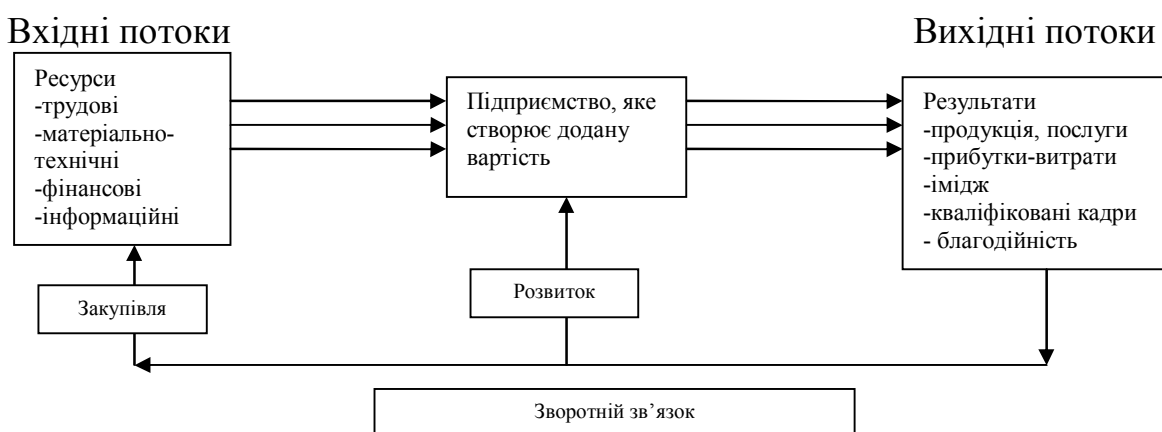 Вхідні потоки
Вихідні потоки
Ресурси
-трудові
-матеріально-
технічні
-фінансові
-інформаційні
Підприємство, яке
створює додану
вартість
Результати
-продукція, послуги
-прибутки-витрати
-імідж
-кваліфіковані кадри
- благодійність
Закупівля
Розвиток
Зворотній зв’язок